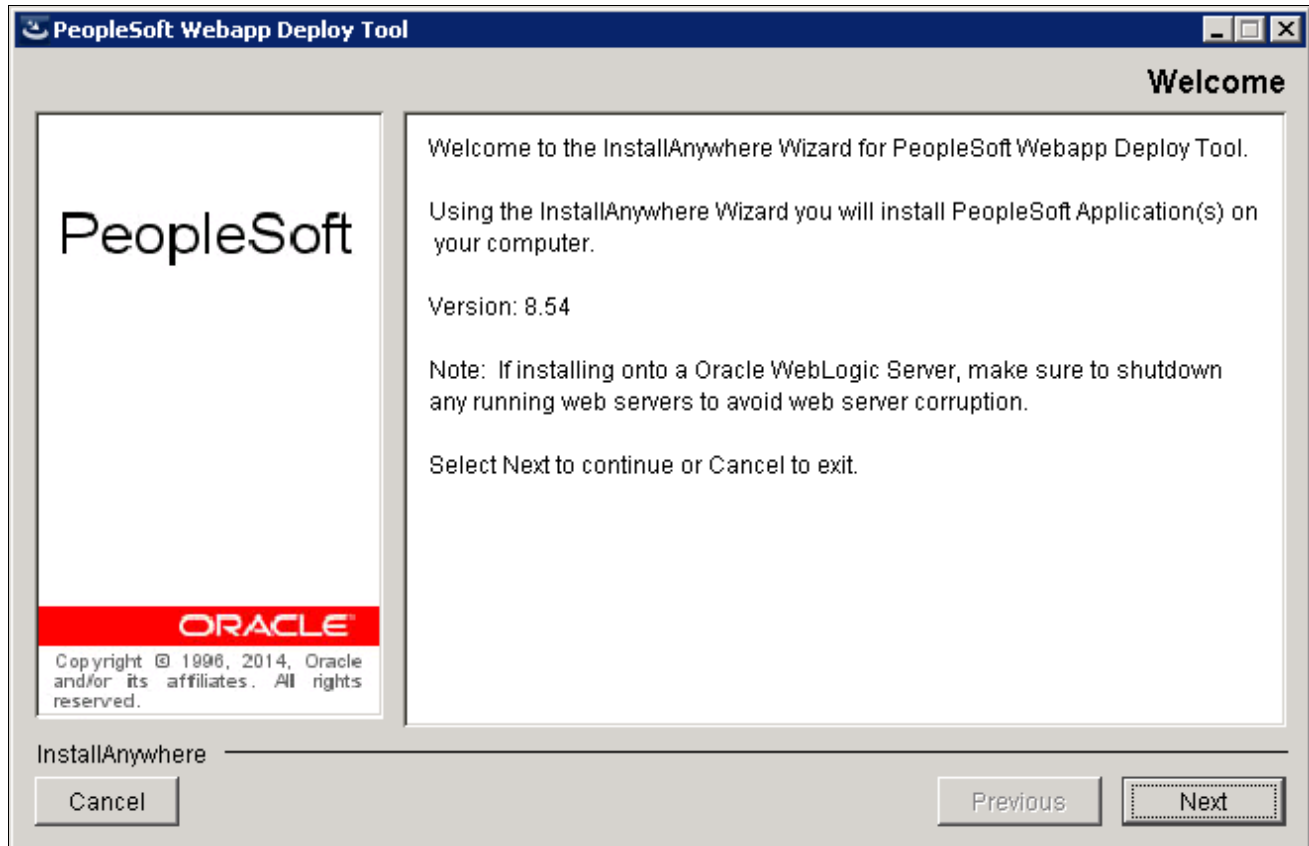 PeopleSoft Webapp Deploy Tool
Welcome
PeopleSoft
ORACLE
Copyright © 1996, 2014, Oracle
and/or its affiliates. All rights
reserved.
Welcome to the InstallAnywhere Wizard for PeopleSoft Webapp Deploy Tool.
Using the InstallAnywhere Wizard you will install PeopleSoft Application(s) on
your computer.
Version: 8.54
Note: If installing onto a Oracle WebLogic Server, make sure to shutdown
any running web servers to avoid web server corruption.
Select Next to continue or Cancel to exit.
InstallAnywhere
Cancel
Previous
Next